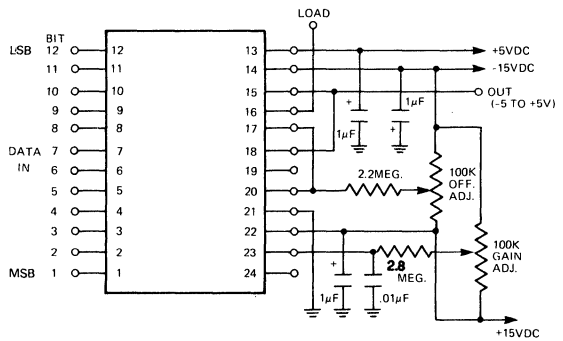 LOAD
BIT
LSB 12 12 13 +5VDC
11 11 14 -15VDC
10 10 15 OUT
(-5 TO +5V)
9 9 16
8 8 17
+ 1µF
1µF +
DATA 7 7 18
IN
6 6 19
5 5 20
2.2MEG.
100K
OFF.
ADJ.
4 4 21
3 3 22
2 2 23
100K
GAIN
ADJ.
MSB 1 1 24
+ 2.8
MEG.
1µF .01µF
+15VDC